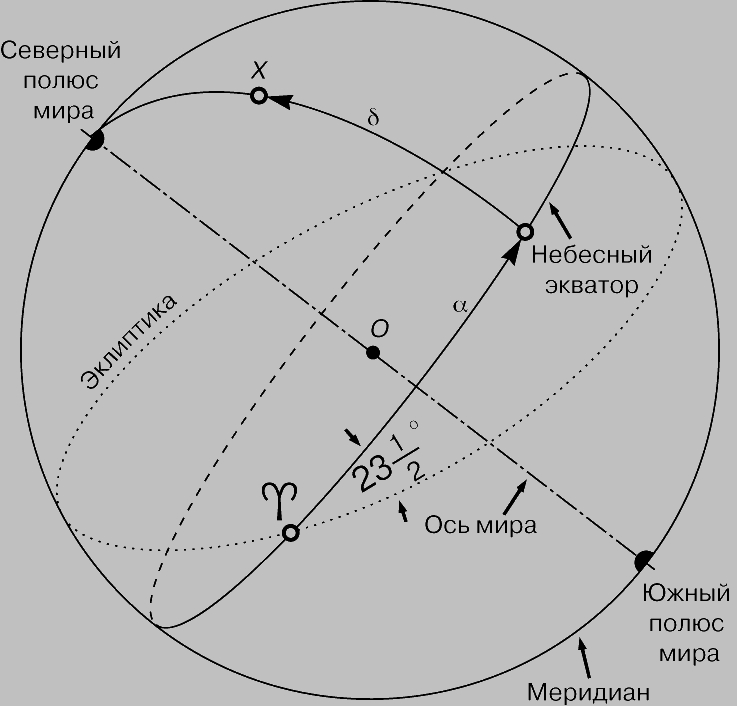 Северный
полюс
мира
X
δ
Небесный
экватор
α
Эклиптика
O
23 1/2 °
♈
Ось мира
Южный
полюс
мира
Меридиан